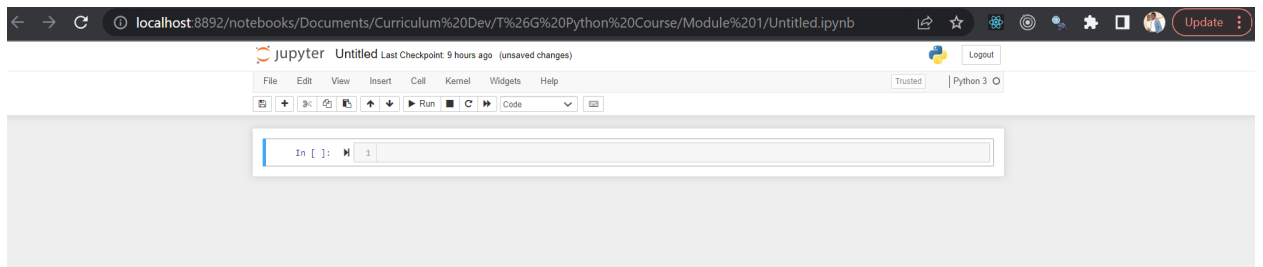 localhost:8892/notebooks/Documents/Curriculum%20Dev/T%26G%20Python%20Course/Module%201/Untitled.ipynb Update
jupyter Untitled Last Checkpoint: 9 hours ago (unsaved changes) Logout
File Edit View Insert Cell Kernel Widgets Help Trusted Python 3
Run Code
In [ ]: 1